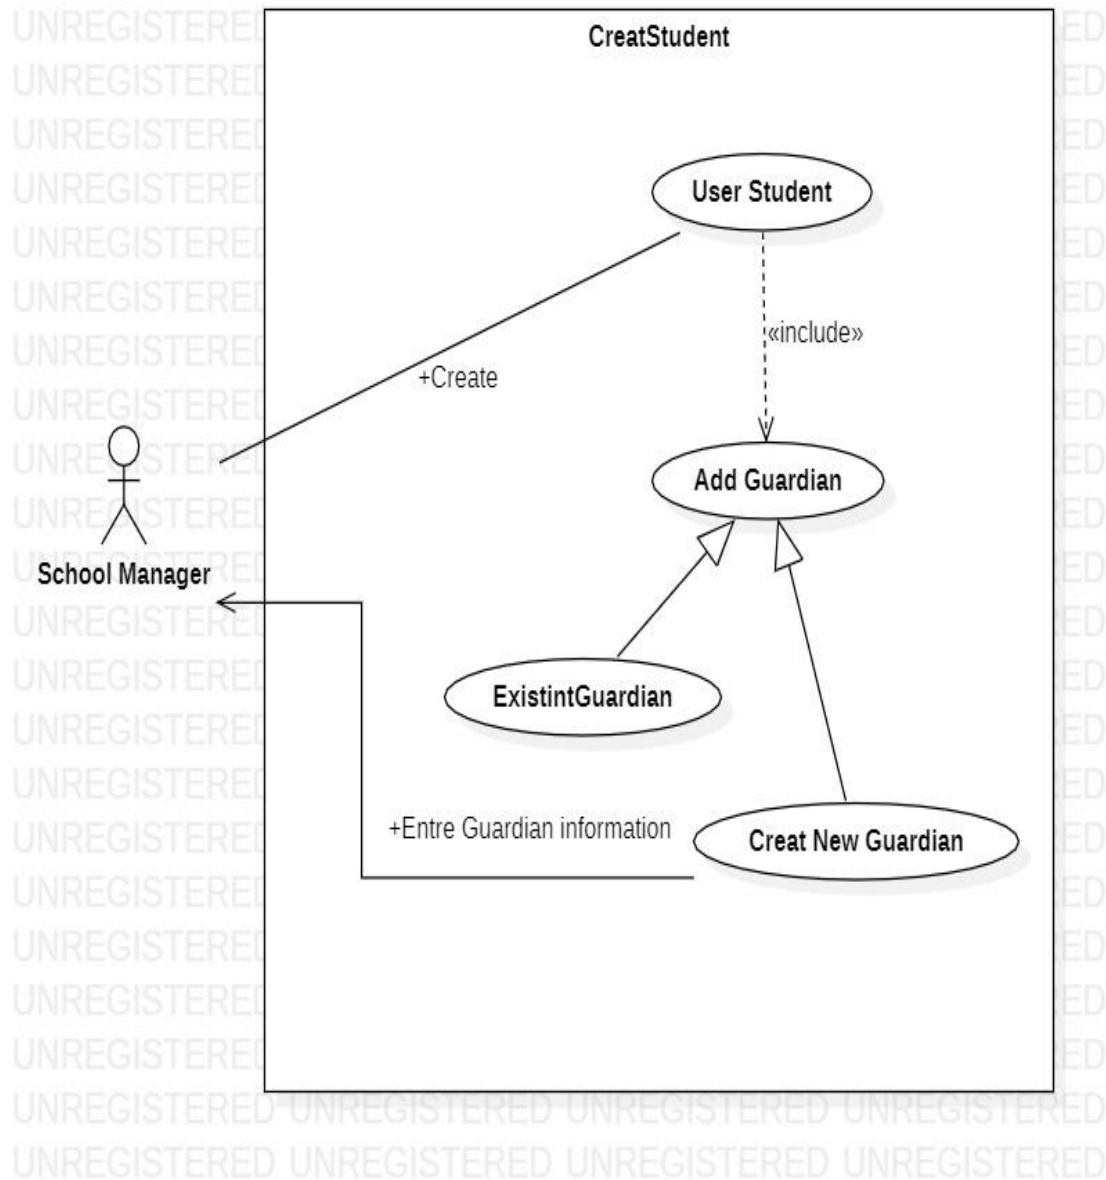 CreatStudent
User Student
«include»
+Create
Add Guardian
School Manager
ExistintGuardian
+Entre Guardian information
Creat New Guardian
UNREGISTERED UNREGISTERED UNREGISTERED UNREGISTERED
UNREGISTERED UNREGISTERED UNREGISTERED UNREGISTERED